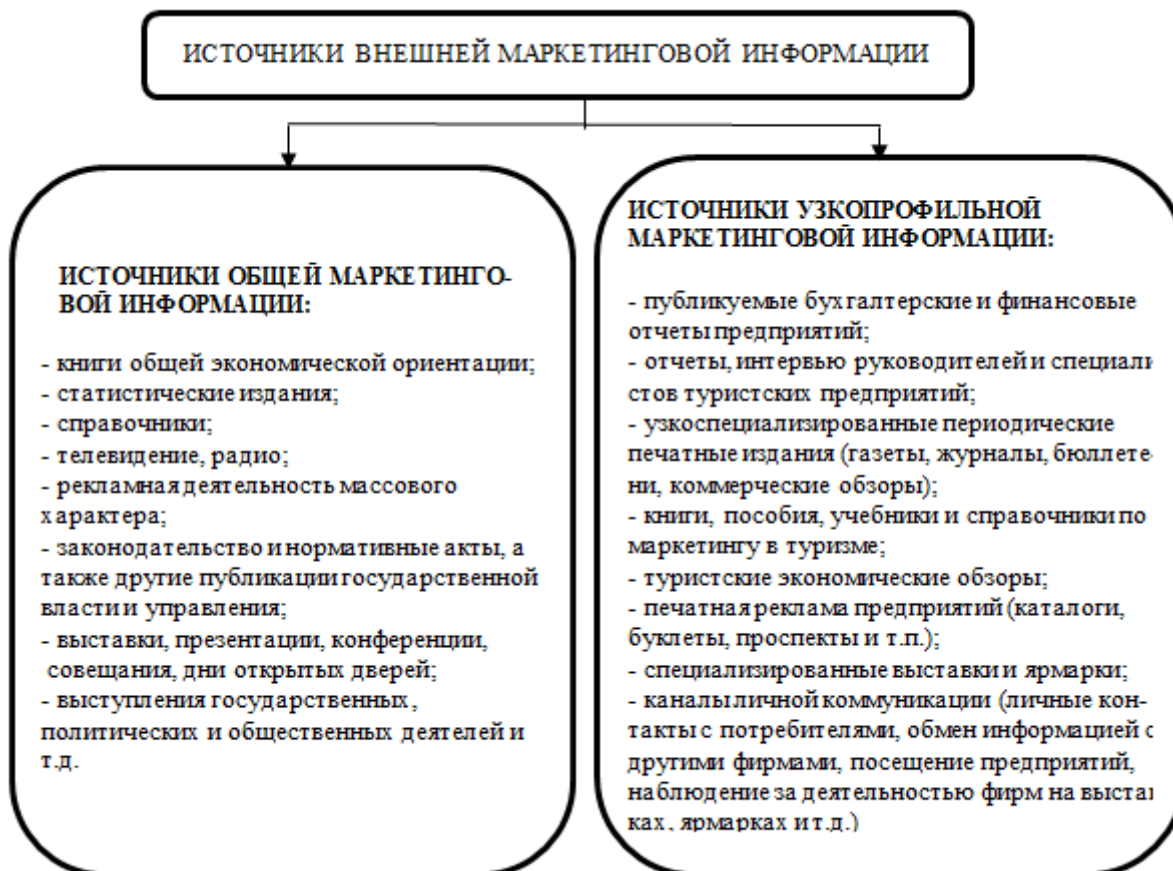 ИСТОЧНИКИ ВНЕШНЕЙ МАРКЕТИНГОВОЙ ИНФОРМАЦИИ
ИСТОЧНИКИ ОБЩЕЙ МАРКЕТИНГО-
ВОЙ ИНФОРМАЦИИ:
- книги общей экономической ориентации;
- статистические издания;
- справочники;
- телевидение, радио;
- рекламная деятельность массового
характера;
- законодательство и нормативные акты, а
также другие публикации государственной
власти и управления;
- выставки, презентации, конференции,
совещания, дни открытых дверей;
- выступления государственных,
политических и общественных деятелей и
т.д.
ИСТОЧНИКИ УЗКОПРОФИЛЬНОЙ
МАРКЕТИНГОВОЙ ИНФОРМАЦИИ:
- публикуемые бухгалтерские и финансовые
отчеты предприятий;
- отчеты, интервью руководителей и специали
стов туристских предприятий;
- узкоспециализированные периодические
печатные издания (газеты, журналы, бюллете-
ни, коммерческие обзоры);
- книги, пособия, учебники и справочники по
маркетингу в туризме;
- туристские экономические обзоры;
- печатная реклама предприятий (каталоги,
буклеты, проспекты и т.п.);
- специализированные выставки и ярмарки;
- каналы личной коммуникации (личные кон-
такты с потребителями, обмен информацией с
другими фирмами, посещение предприятий,
наблюдение за деятельностью фирм на выстав
ках, ярмарках и т.д.)